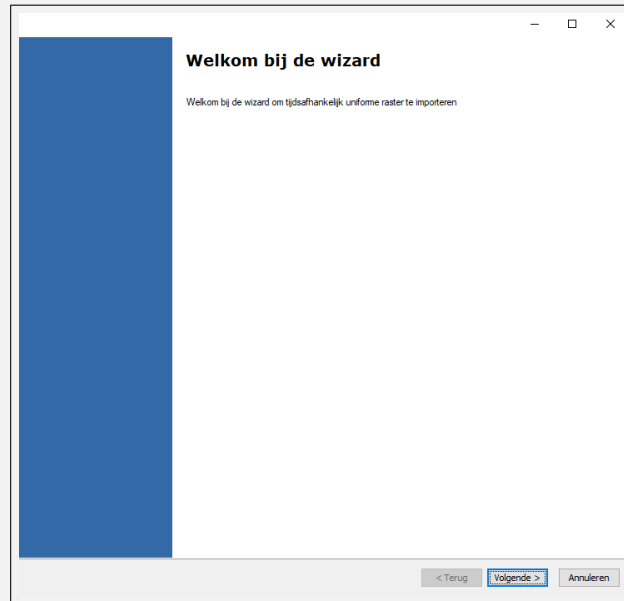 Welkom bij de wizard
Welkom bij de wizard om tijdsafhankelijk uniforme raster te importeren
< Terug Volgende > Annuleren